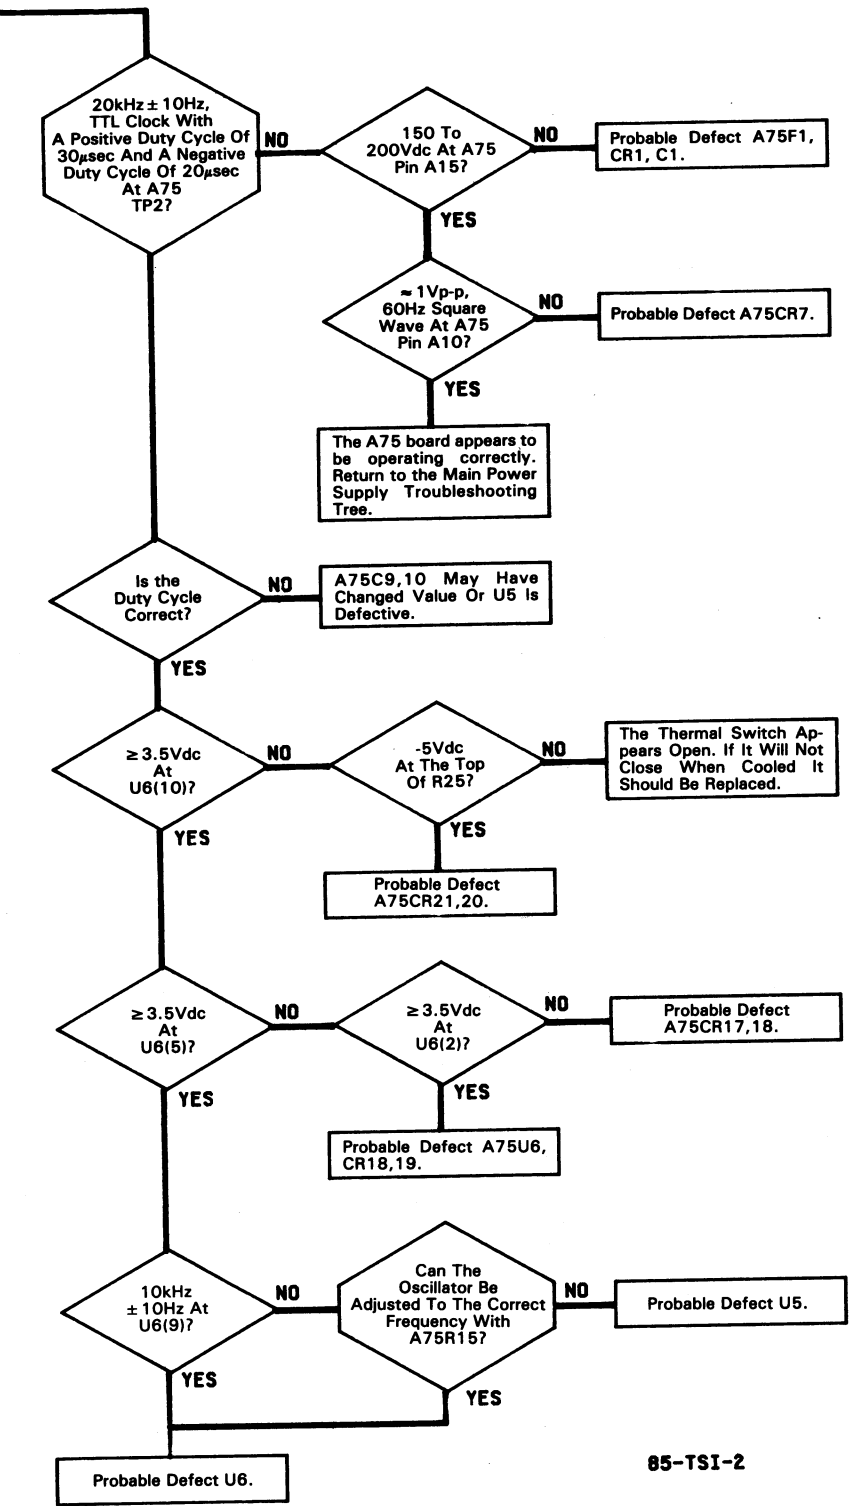 20kHz ± 10Hz,
TTL Clock With
A Positive Duty Cycle Of
30µsec And A Negative
Duty Cycle Of 20µsec
At A75
TP2?
NO
150 To
200Vdc At A75
Pin A15?
NO
Probable Defect A75F1,
CR1, C1.
YES
≈ 1Vp-p,
60Hz Square
Wave At A75
Pin A10?
NO
Probable Defect A75CR7.
YES
The A75 board appears to
be operating correctly.
Return to the Main Power
Supply Troubleshooting
Tree.
Is the
Duty Cycle
Correct?
NO
A75C9,10 May Have
Changed Value Or U5 Is
Defective.
YES
≥ 3.5Vdc
At
U6(10)?
NO
-5Vdc
At The Top
Of R25?
NO
The Thermal Switch Ap-
pears Open. If It Will Not
Close When Cooled It
Should Be Replaced.
YES
YES
Probable Defect
A75CR21,20.
≥ 3.5Vdc
At
U6(5)?
NO
≥ 3.5Vdc
At
U6(2)?
NO
Probable Defect
A75CR17,18.
YES
YES
Probable Defect A75U6,
CR18,19.
10kHz
± 10Hz At
U6(9)?
NO
Can The
Oscillator Be
Adjusted To The Correct
Frequency With
A75R15?
NO
Probable Defect U5.
YES
YES
Probable Defect U6.
85-TSI-2